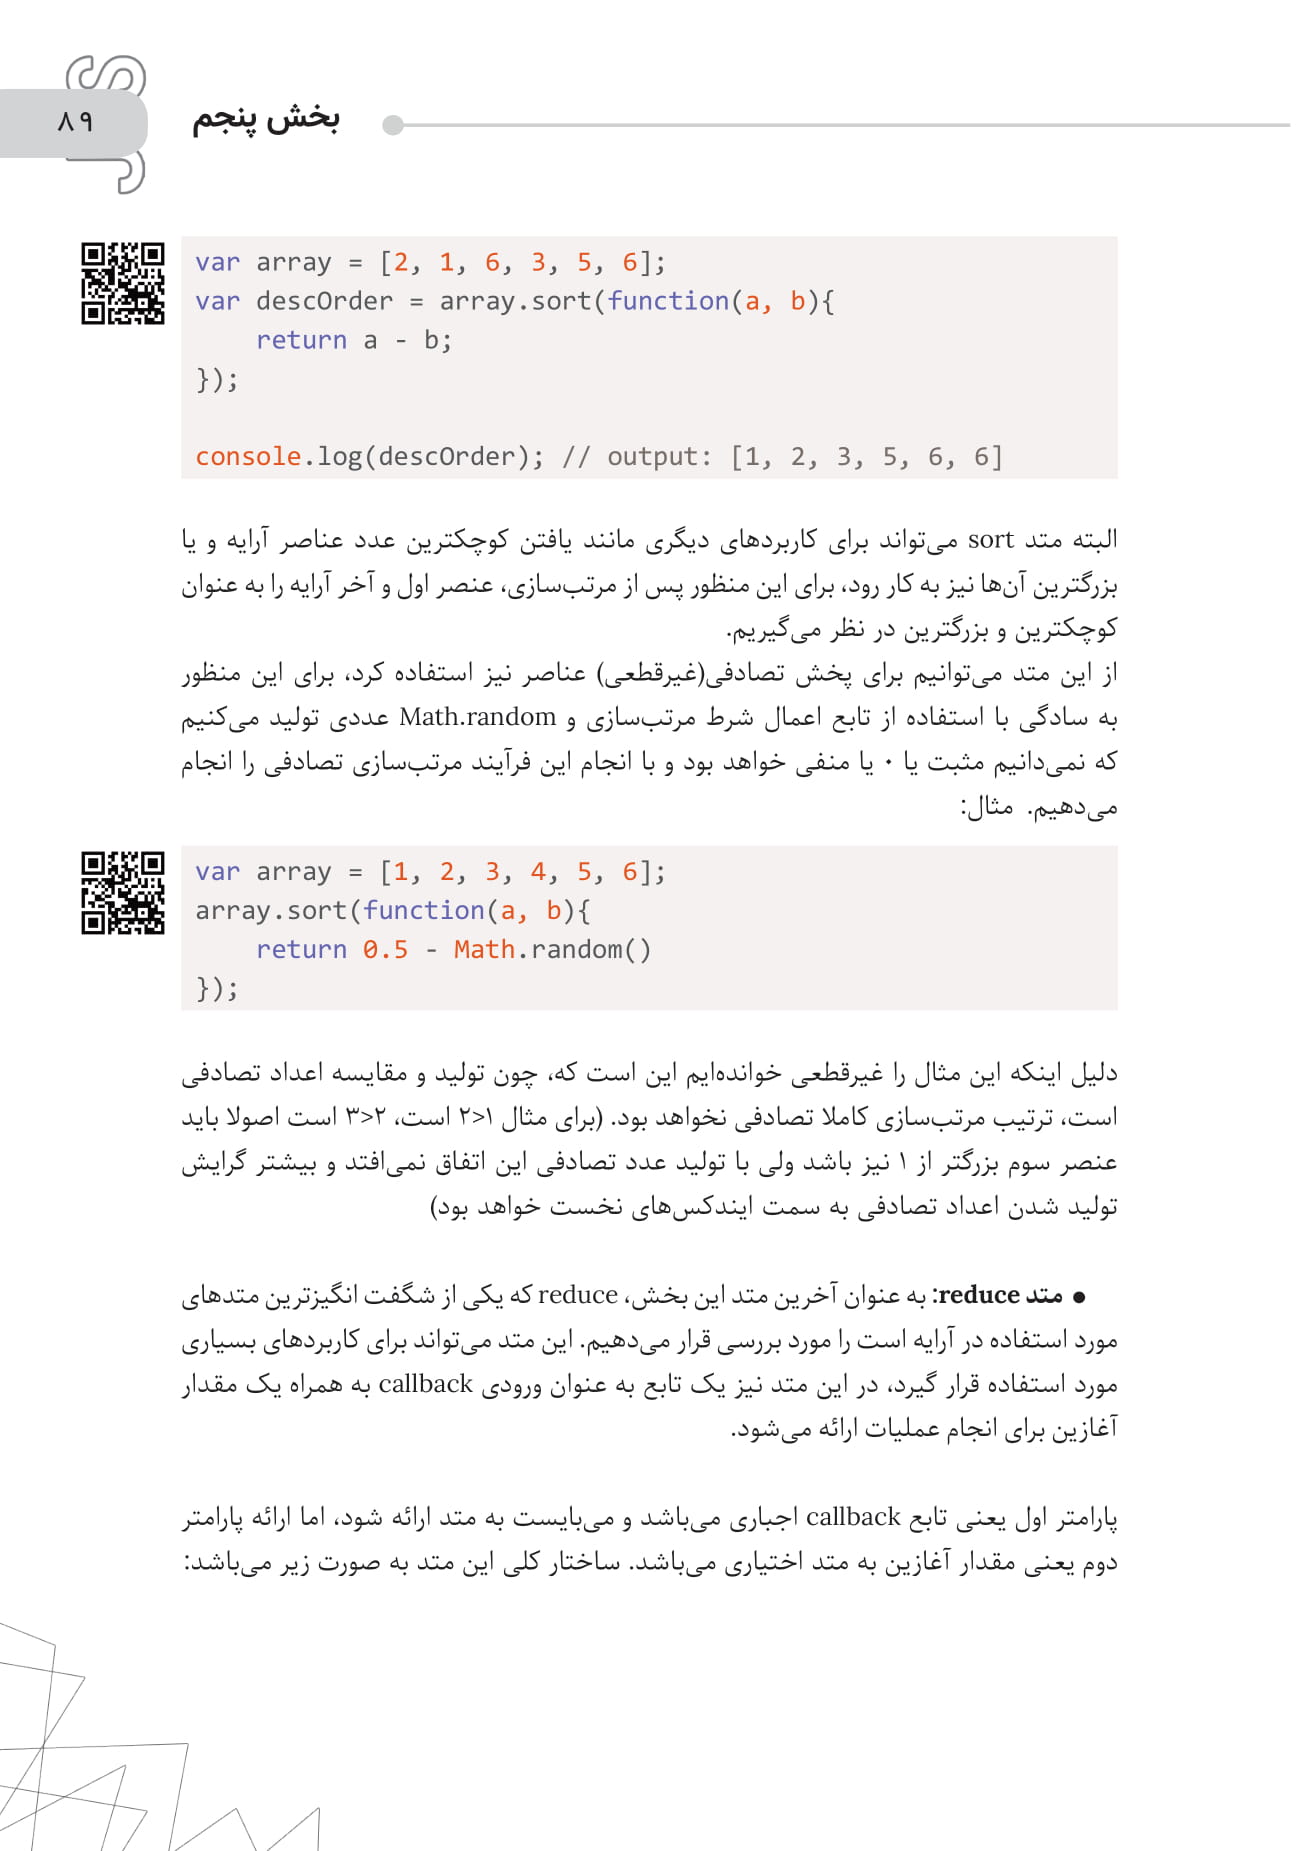 JS
۸۹
بخش پنجم
var array = [2, 1, 6, 3, 5, 6];
var descOrder = array.sort(function(a, b){
    return a - b;
});
console.log(descOrder); // output: [1, 2, 3, 5, 6, 6]
البته متد sort می‌تواند برای کاربردهای دیگری مانند یافتن کوچکترین عدد عناصر آرایه و یا
بزرگترین آن‌ها نیز به کار رود، برای این منظور پس از مرتب‌سازی، عنصر اول و آخر آرایه را به عنوان
کوچکترین و بزرگترین در نظر می‌گیریم.
از این متد می‌توانیم برای پخش تصادفی(غیرقطعی) عناصر نیز استفاده کرد، برای این منظور
به سادگی با استفاده از تابع اعمال شرط مرتب‌سازی و Math.random عددی تولید می‌کنیم
که نمی‌دانیم مثبت یا ۰ یا منفی خواهد بود و با انجام این فرآیند مرتب‌سازی تصادفی را انجام
می‌دهیم. مثال:
var array = [1, 2, 3, 4, 5, 6];
array.sort(function(a, b){
    return 0.5 - Math.random()
});
دلیل اینکه این مثال را غیرقطعی خوانده‌ایم این است که، چون تولید و مقایسه اعداد تصادفی
است، ترتیب مرتب‌سازی کاملا تصادفی نخواهد بود. (برای مثال ۱<۲ است، ۲<۳ است اصولا باید
عنصر سوم بزرگتر از ۱ نیز باشد ولی با تولید عدد تصادفی این اتفاق نمی‌افتد و بیشتر گرایش
تولید شدن اعداد تصادفی به سمت ایندکس‌های نخست خواهد بود)
● متد reduce: به عنوان آخرین متد این بخش، reduce که یکی از شگفت انگیزترین متدهای
مورد استفاده در آرایه است را مورد بررسی قرار می‌دهیم. این متد می‌تواند برای کاربردهای بسیاری
مورد استفاده قرار گیرد، در این متد نیز یک تابع به عنوان ورودی callback به همراه یک مقدار
آغازین برای انجام عملیات ارائه می‌شود.
پارامتر اول یعنی تابع callback اجباری می‌باشد و می‌بایست به متد ارائه شود، اما ارائه پارامتر
دوم یعنی مقدار آغازین به متد اختیاری می‌باشد. ساختار کلی این متد به صورت زیر می‌باشد: